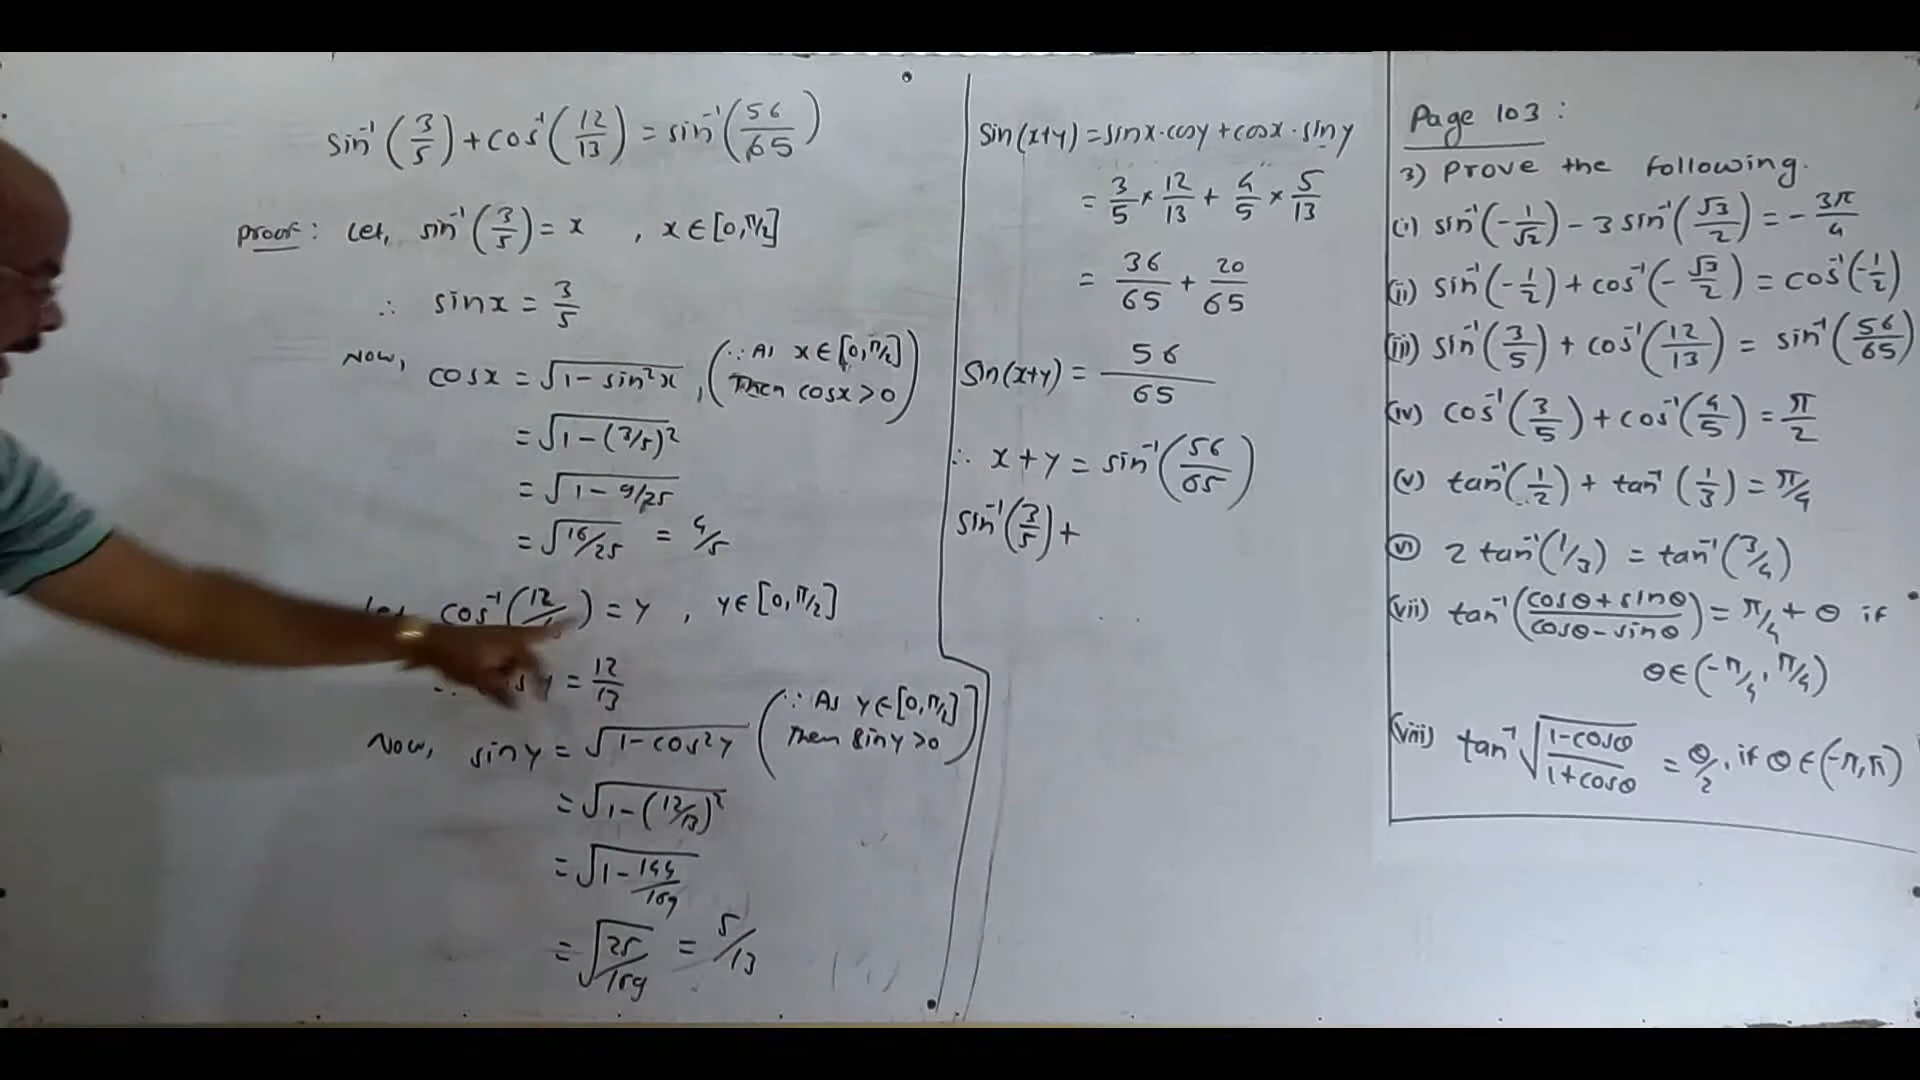 sin⁻¹(3/5) + cos⁻¹(12/13) = sin⁻¹(56/65)
Proof : Let, sin⁻¹(3/5) = x , x ∈ [0, π/2]
∴ sinx = 3/5
Now, cosx = √(1 - sin²x) , (∵ As x ∈ [0, π/2] Then cosx > 0)
= √(1 - (3/5)²)
= √(1 - 9/25)
= √(16/25) = 4/5
Let cos⁻¹(12/ ) = y , y ∈ [0, π/2]
∴ y = 12/13
Now, sin y = √(1 - cos²y) (∵ As y ∈ [0, π/2] Then sin y > 0)
= √(1 - (12/13)²)
= √(1 - 144/169)
= √(25/169) = 5/13
Sin(x+y) = sinx·cosy + cosx·siny
= 3/5 × 12/13 + 4/5 × 5/13
= 36/65 + 20/65
Sin(x+y) = 56/65
∴ x + y = sin⁻¹(56/65)
sin⁻¹(3/5) +
Page 103 :
3) Prove the following.
(i) sin⁻¹(-1/√2) - 3 sin⁻¹(√3/2) = - 3π/4
(ii) sin⁻¹(-1/2) + cos⁻¹(-√3/2) = cos⁻¹(-1/2)
(iii) sin⁻¹(3/5) + cos⁻¹(12/13) = sin⁻¹(56/65)
(iv) cos⁻¹(3/5) + cos⁻¹(4/5) = π/2
(v) tan⁻¹(1/2) + tan⁻¹(1/3) = π/4
(vi) 2 tan⁻¹(1/3) = tan⁻¹(3/4)
(vii) tan⁻¹((cosθ + sinθ)/(cosθ - sinθ)) = π/4 + θ if
θ ∈ (-π/4, π/4)
(viii) tan⁻¹√((1-cosθ)/(1+cosθ)) = θ/2, if θ ∈ (-π, π)